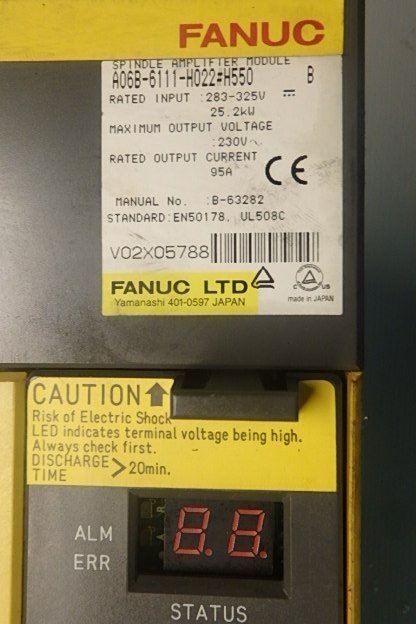 FANUC
SPINDLE AMPLIFIER MODULE
A06B-6111-H022#H550 B
RATED INPUT :283-325V ⎓
25.2kW
MAXIMUM OUTPUT VOLTAGE
:230V~
RATED OUTPUT CURRENT
95A
CE
MANUAL No. :B-63282
STANDARD:EN50178, UL508C
V02X05788
FANUC LTD
Yamanashi 401-0597 JAPAN
made in JAPAN
CAUTION
Risk of Electric Shock
LED indicates terminal voltage being high.
Always check first.
DISCHARGE TIME > 20min.
ALM
ERR
8.8.
STATUS